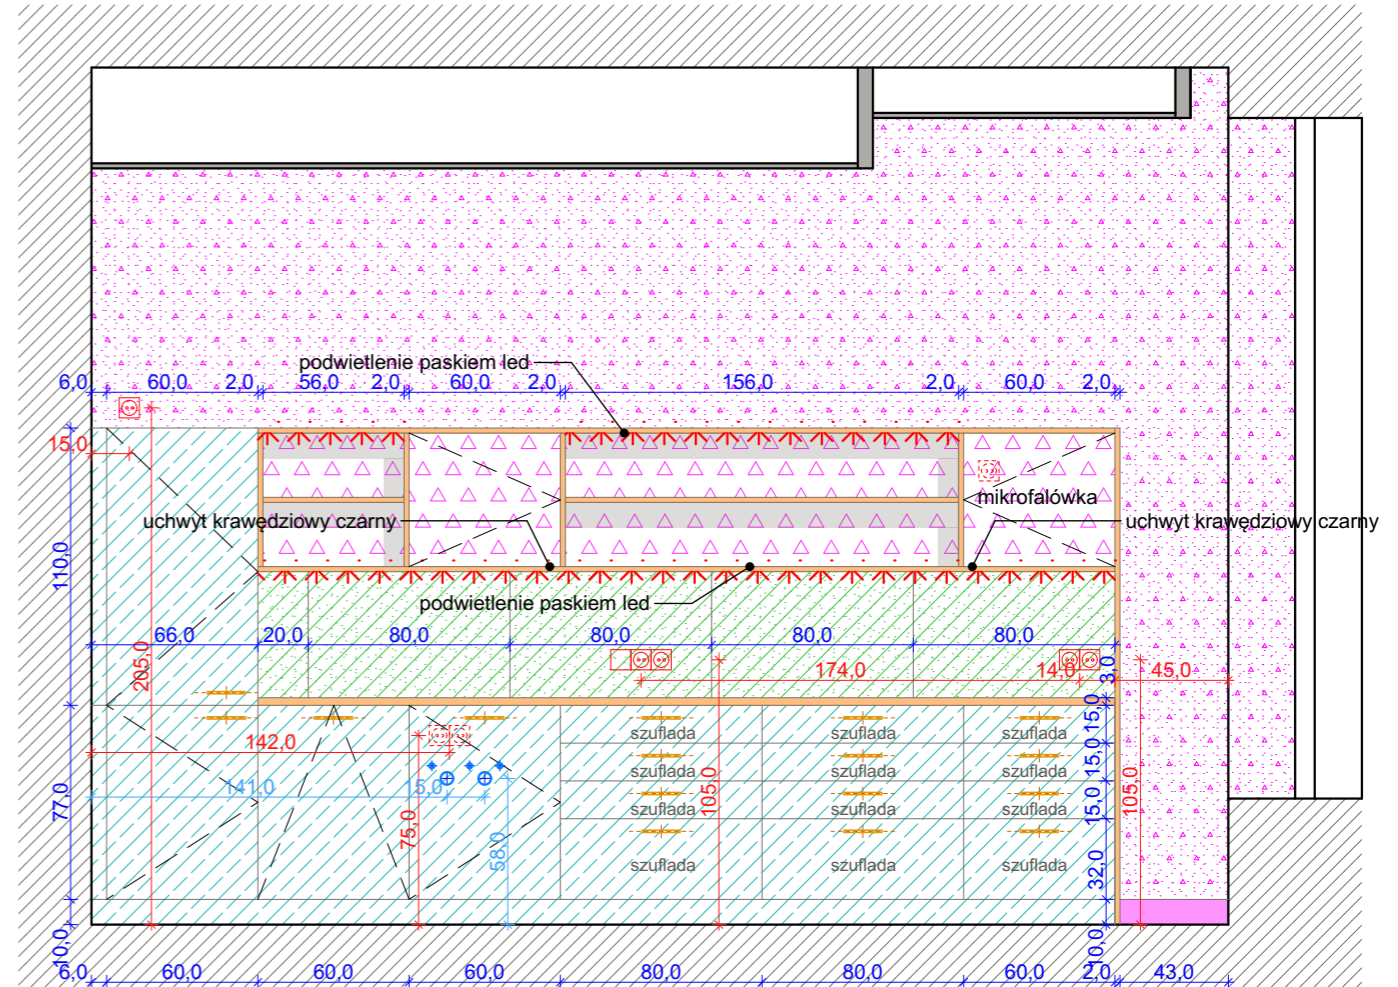 podwietlenie paskiem led
6,0 60,0 2,0 56,0 2,0 60,0 2,0 156,0 2,0 60,0 2,0
15,0
mikrofalówka
uchwyt krawędziowy czarny
uchwyt krawędziowy czarny
110,0
podwietlenie paskiem led
66,0 20,0 80,0 80,0 80,0 80,0
205,0
174,0 14,0 3,0 45,0
15,0
szuflada szuflada szuflada
142,0
15,0
szuflada szuflada szuflada
141,0 15,0
105,0
105,0
77,0
15,0
szuflada szuflada szuflada
75,0
58,0
szuflada szuflada szuflada
32,0
10,0
10,0
6,0 60,0 60,0 60,0 80,0 80,0 60,0 2,0 43,0